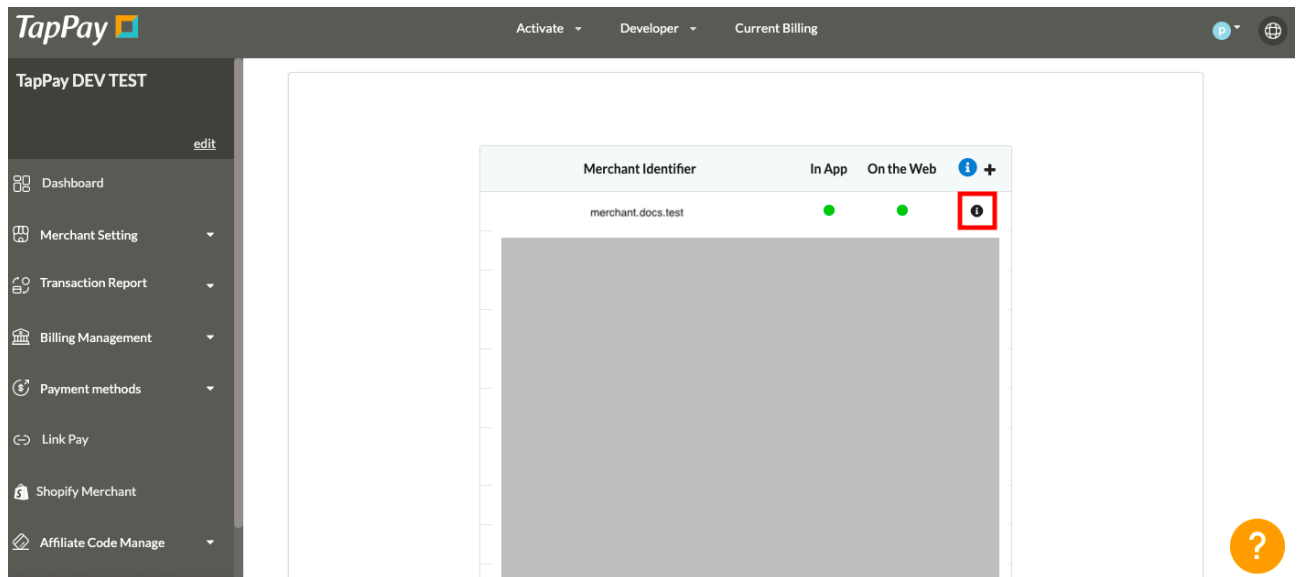 TapPay
Activate
Developer
Current Billing
P
TapPay DEV TEST
edit
Dashboard
Merchant Setting
Transaction Report
Billing Management
Payment methods
Link Pay
Shopify Merchant
Affiliate Code Manage
Merchant Identifier In App On the Web i +
merchant.docs.test i
?